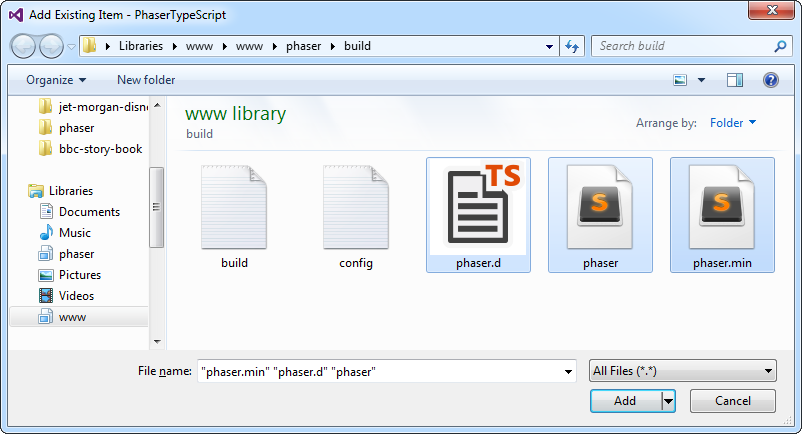 Add Existing Item - PhaserTypeScript
Libraries www www phaser build
Search build
Organize New folder
jet-morgan-disne
phaser
bbc-story-book
Libraries
Documents
Music
phaser
Pictures
Videos
www
www library
build
Arrange by: Folder
TS
S
S
build config phaser.d phaser phaser.min
File name: "phaser.min" "phaser.d" "phaser"
All Files (*.*)
Add Cancel